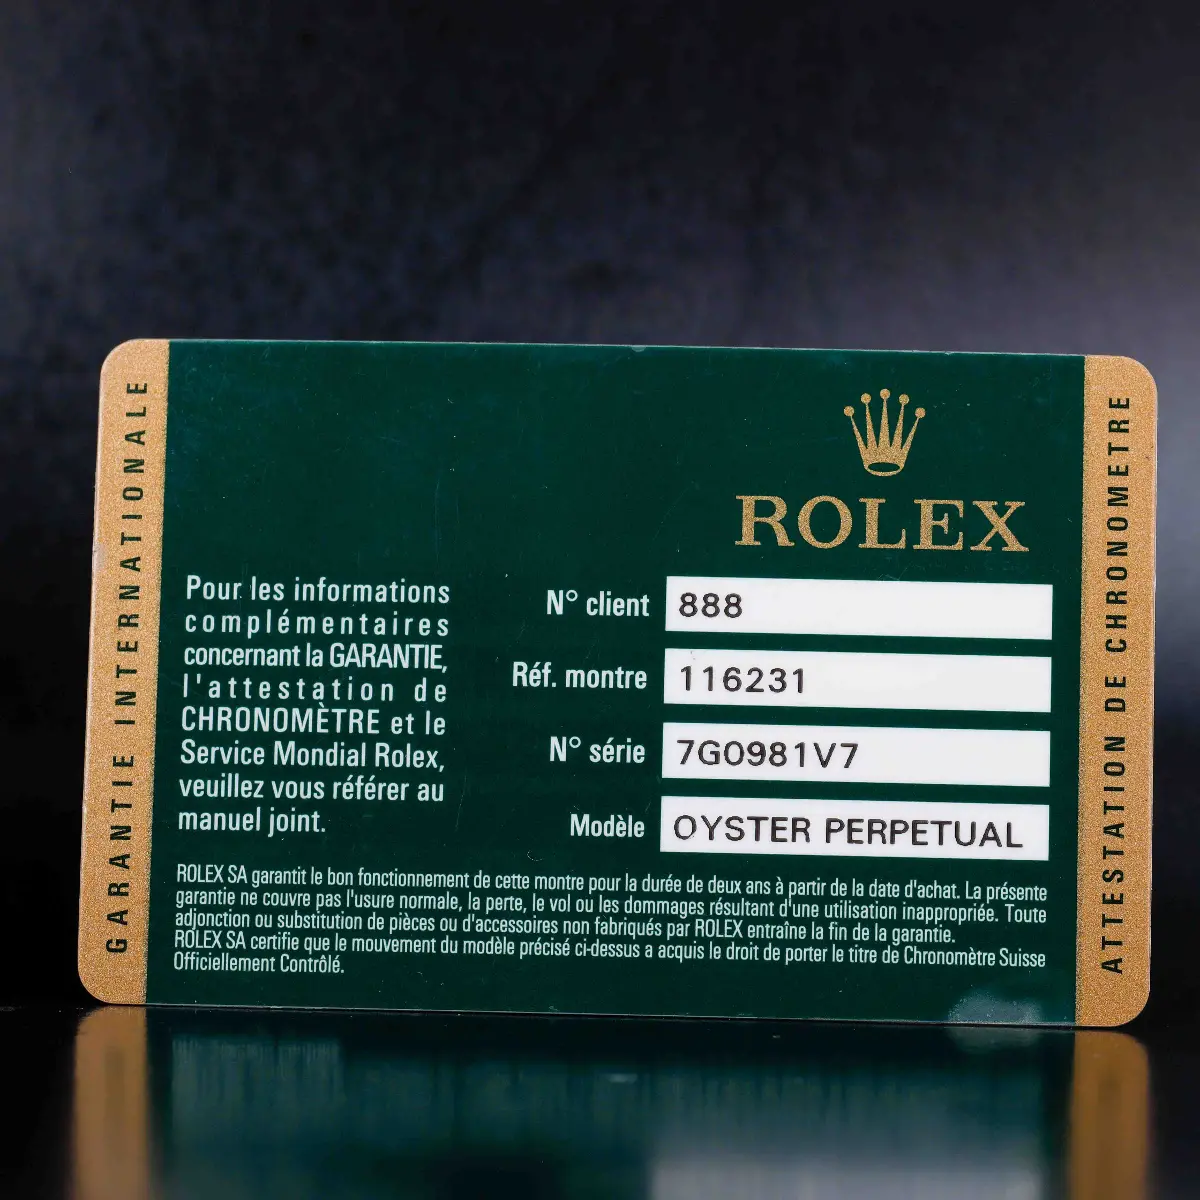 GARANTIE INTERNATIONALE
ROLEX
Pour les informations
complémentaires
concernant la GARANTIE,
l'attestation de
CHRONOMÈTRE et le
Service Mondial Rolex,
veuillez vous référer au
manuel joint.
N° client 888
Réf. montre 116231
N° série 7G0981V7
Modèle OYSTER PERPETUAL
ROLEX SA garantit le bon fonctionnement de cette montre pour la durée de deux ans à partir de la date d'achat. La présente
garantie ne couvre pas l'usure normale, la perte, le vol ou les dommages résultant d'une utilisation inappropriée. Toute
adjonction ou substitution de pièces ou d'accessoires non fabriqués par ROLEX entraîne la fin de la garantie.
ROLEX SA certifie que le mouvement du modèle précisé ci-dessus a acquis le droit de porter le titre de Chronomètre Suisse
Officiellement Contrôlé.
ATTESTATION DE CHRONOMETRE